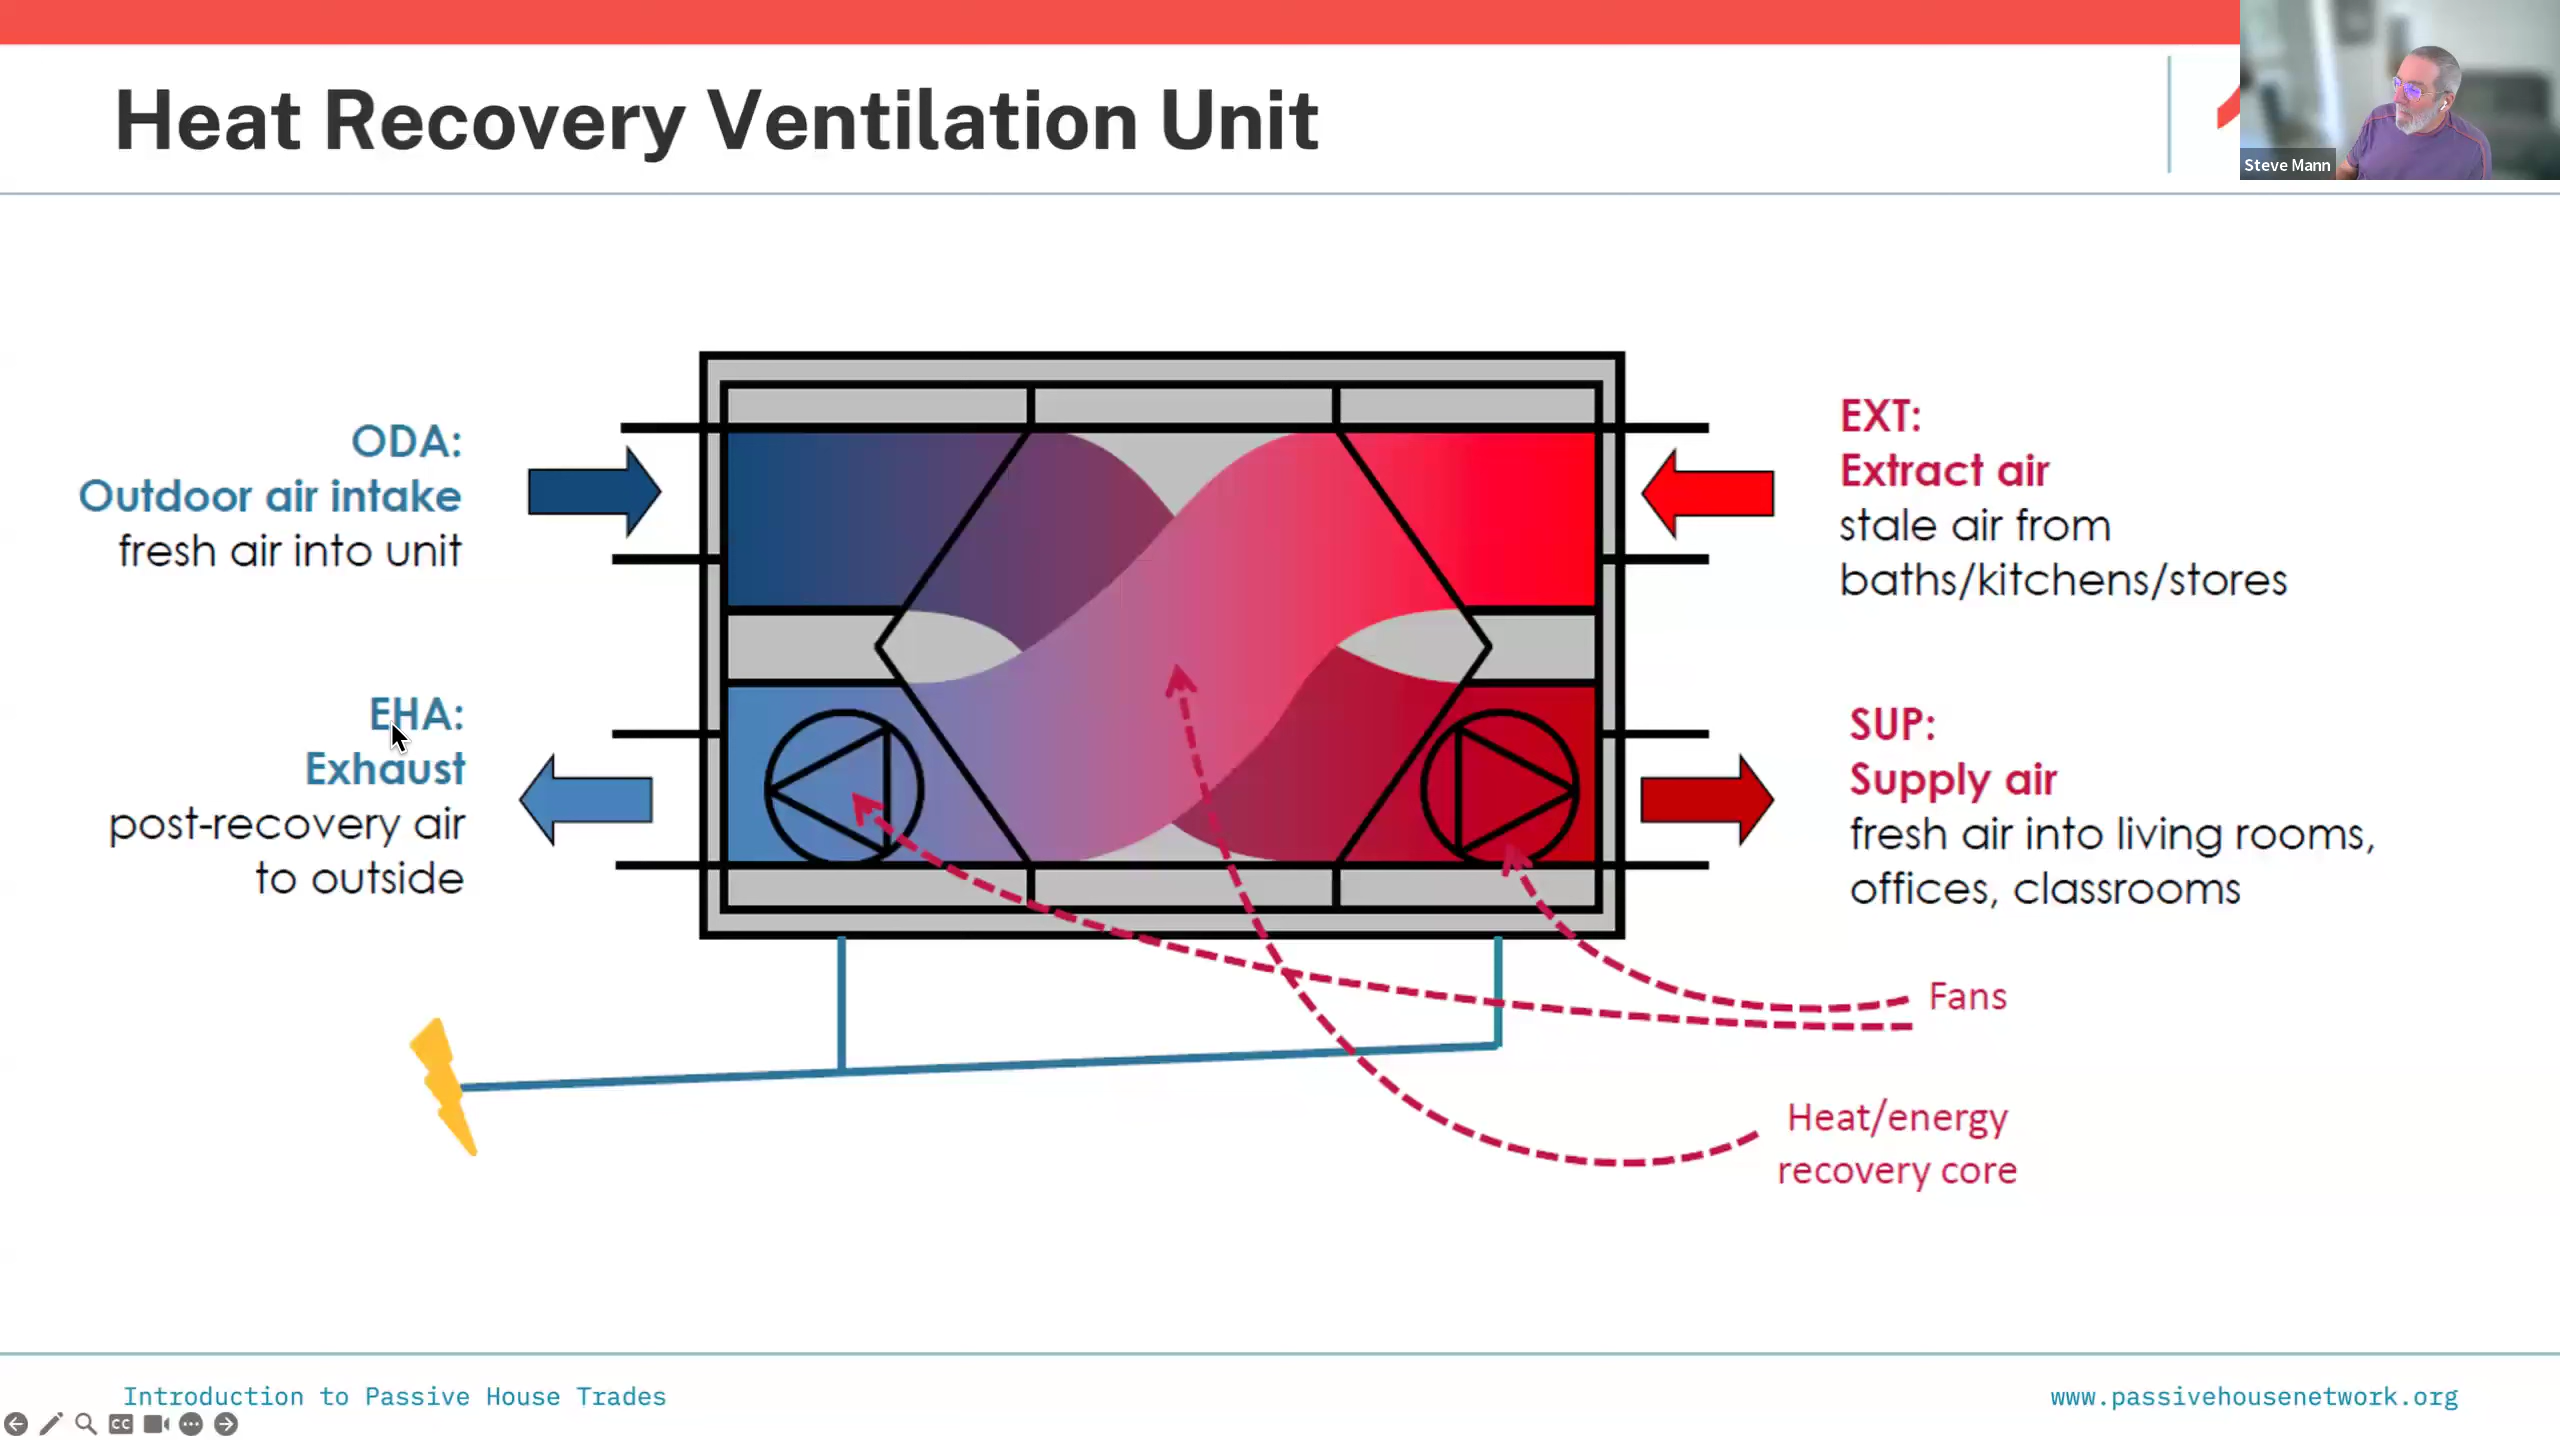 Heat Recovery Ventilation Unit
Steve Mann
ODA:
Outdoor air intake
fresh air into unit
EHA:
Exhaust
post-recovery air
to outside
EXT:
Extract air
stale air from
baths/kitchens/stores
SUP:
Supply air
fresh air into living rooms,
offices, classrooms
Fans
Heat/energy
recovery core
Introduction to Passive House Trades
www.passivehousenetwork.org
CC